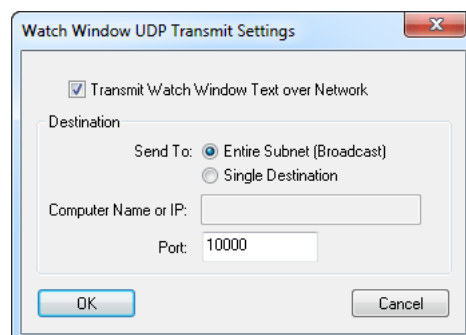 Watch Window UDP Transmit Settings
Transmit Watch Window Text over Network
Destination
Send To: Entire Subnet (Broadcast)
Single Destination
Computer Name or IP:
Port: 10000
OK Cancel